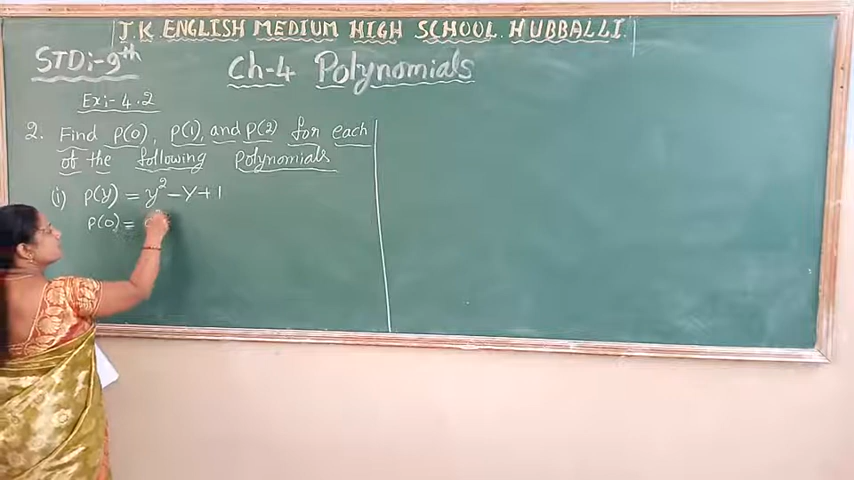 J.K ENGLISH MEDIUM HIGH SCHOOL HUBBALLI
STD:-9th
Ch-4 Polynomials
Ex:-4.2
2. Find P(0), P(1), and P(2) for each
of the following Polynomials
(i) P(y) = y²-y+1
P(0) =